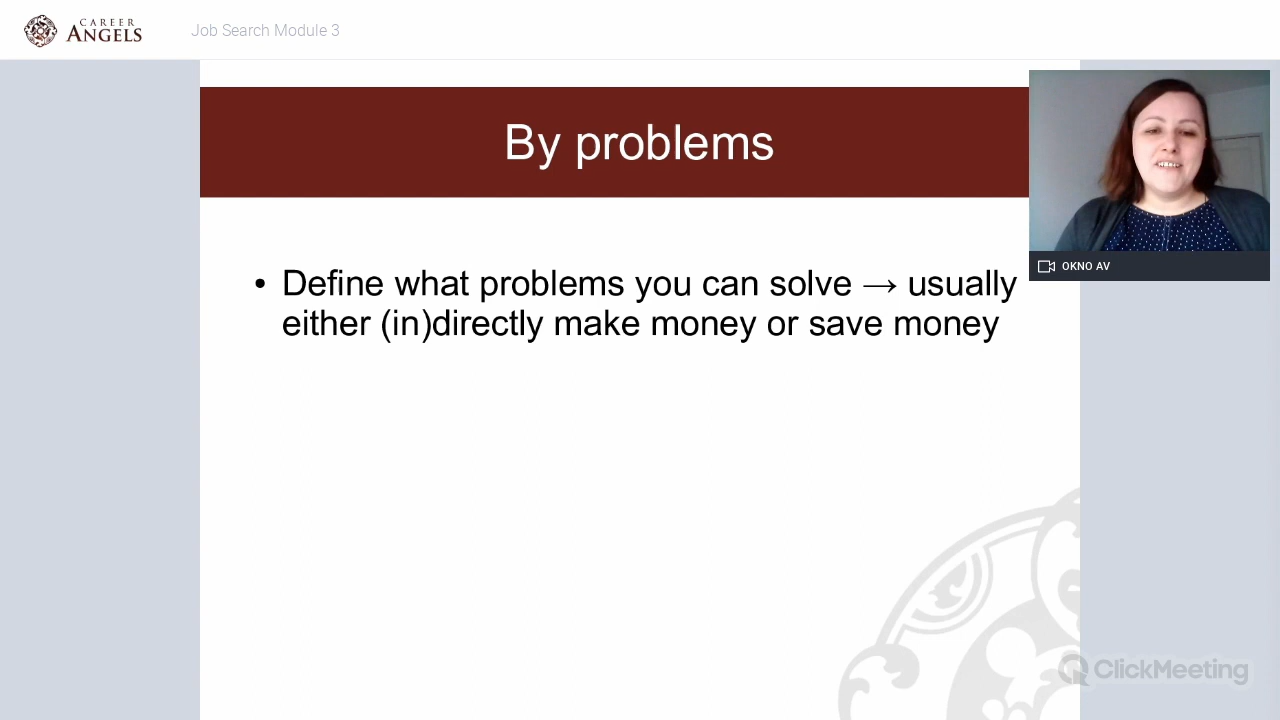 CAREER
ANGELS
Job Search Module 3
By problems
OKNO AV
• Define what problems you can solve → usually
either (in)directly make money or save money
ClickMeeting